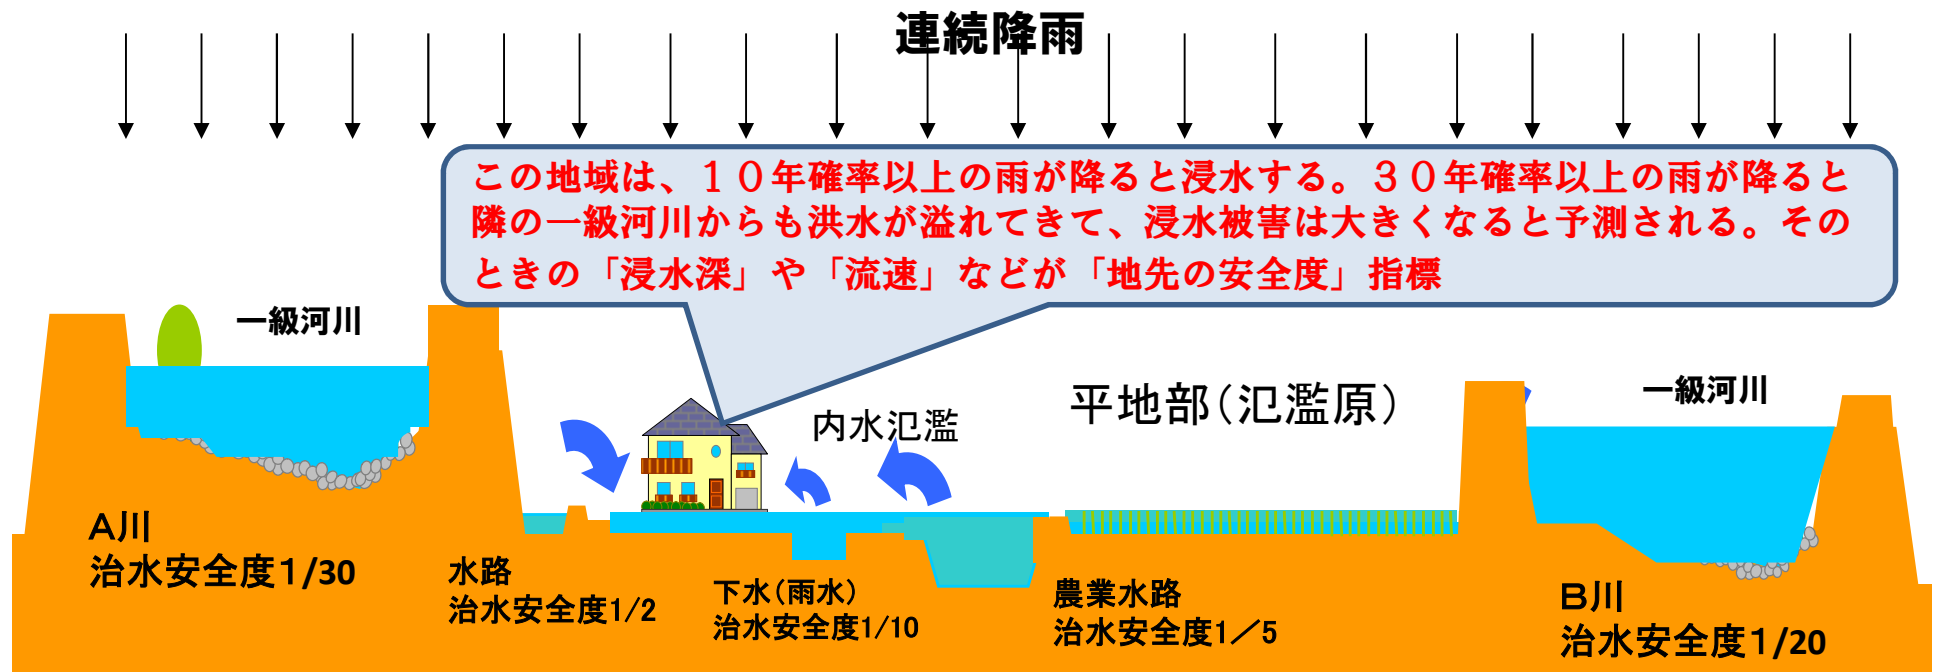 連続降雨
この地域は、１０年確率以上の雨が降ると浸水する。３０年確率以上の雨が降ると
隣の一級河川からも洪水が溢れてきて、浸水被害は大きくなると予測される。その
ときの「浸水深」や「流速」などが「地先の安全度」指標
一級河川
平地部（氾濫原）
一級河川
内水氾濫
A川
治水安全度1/30
水路
治水安全度1/2
下水（雨水）
治水安全度1/10
農業水路
治水安全度1／5
B川
治水安全度1/20